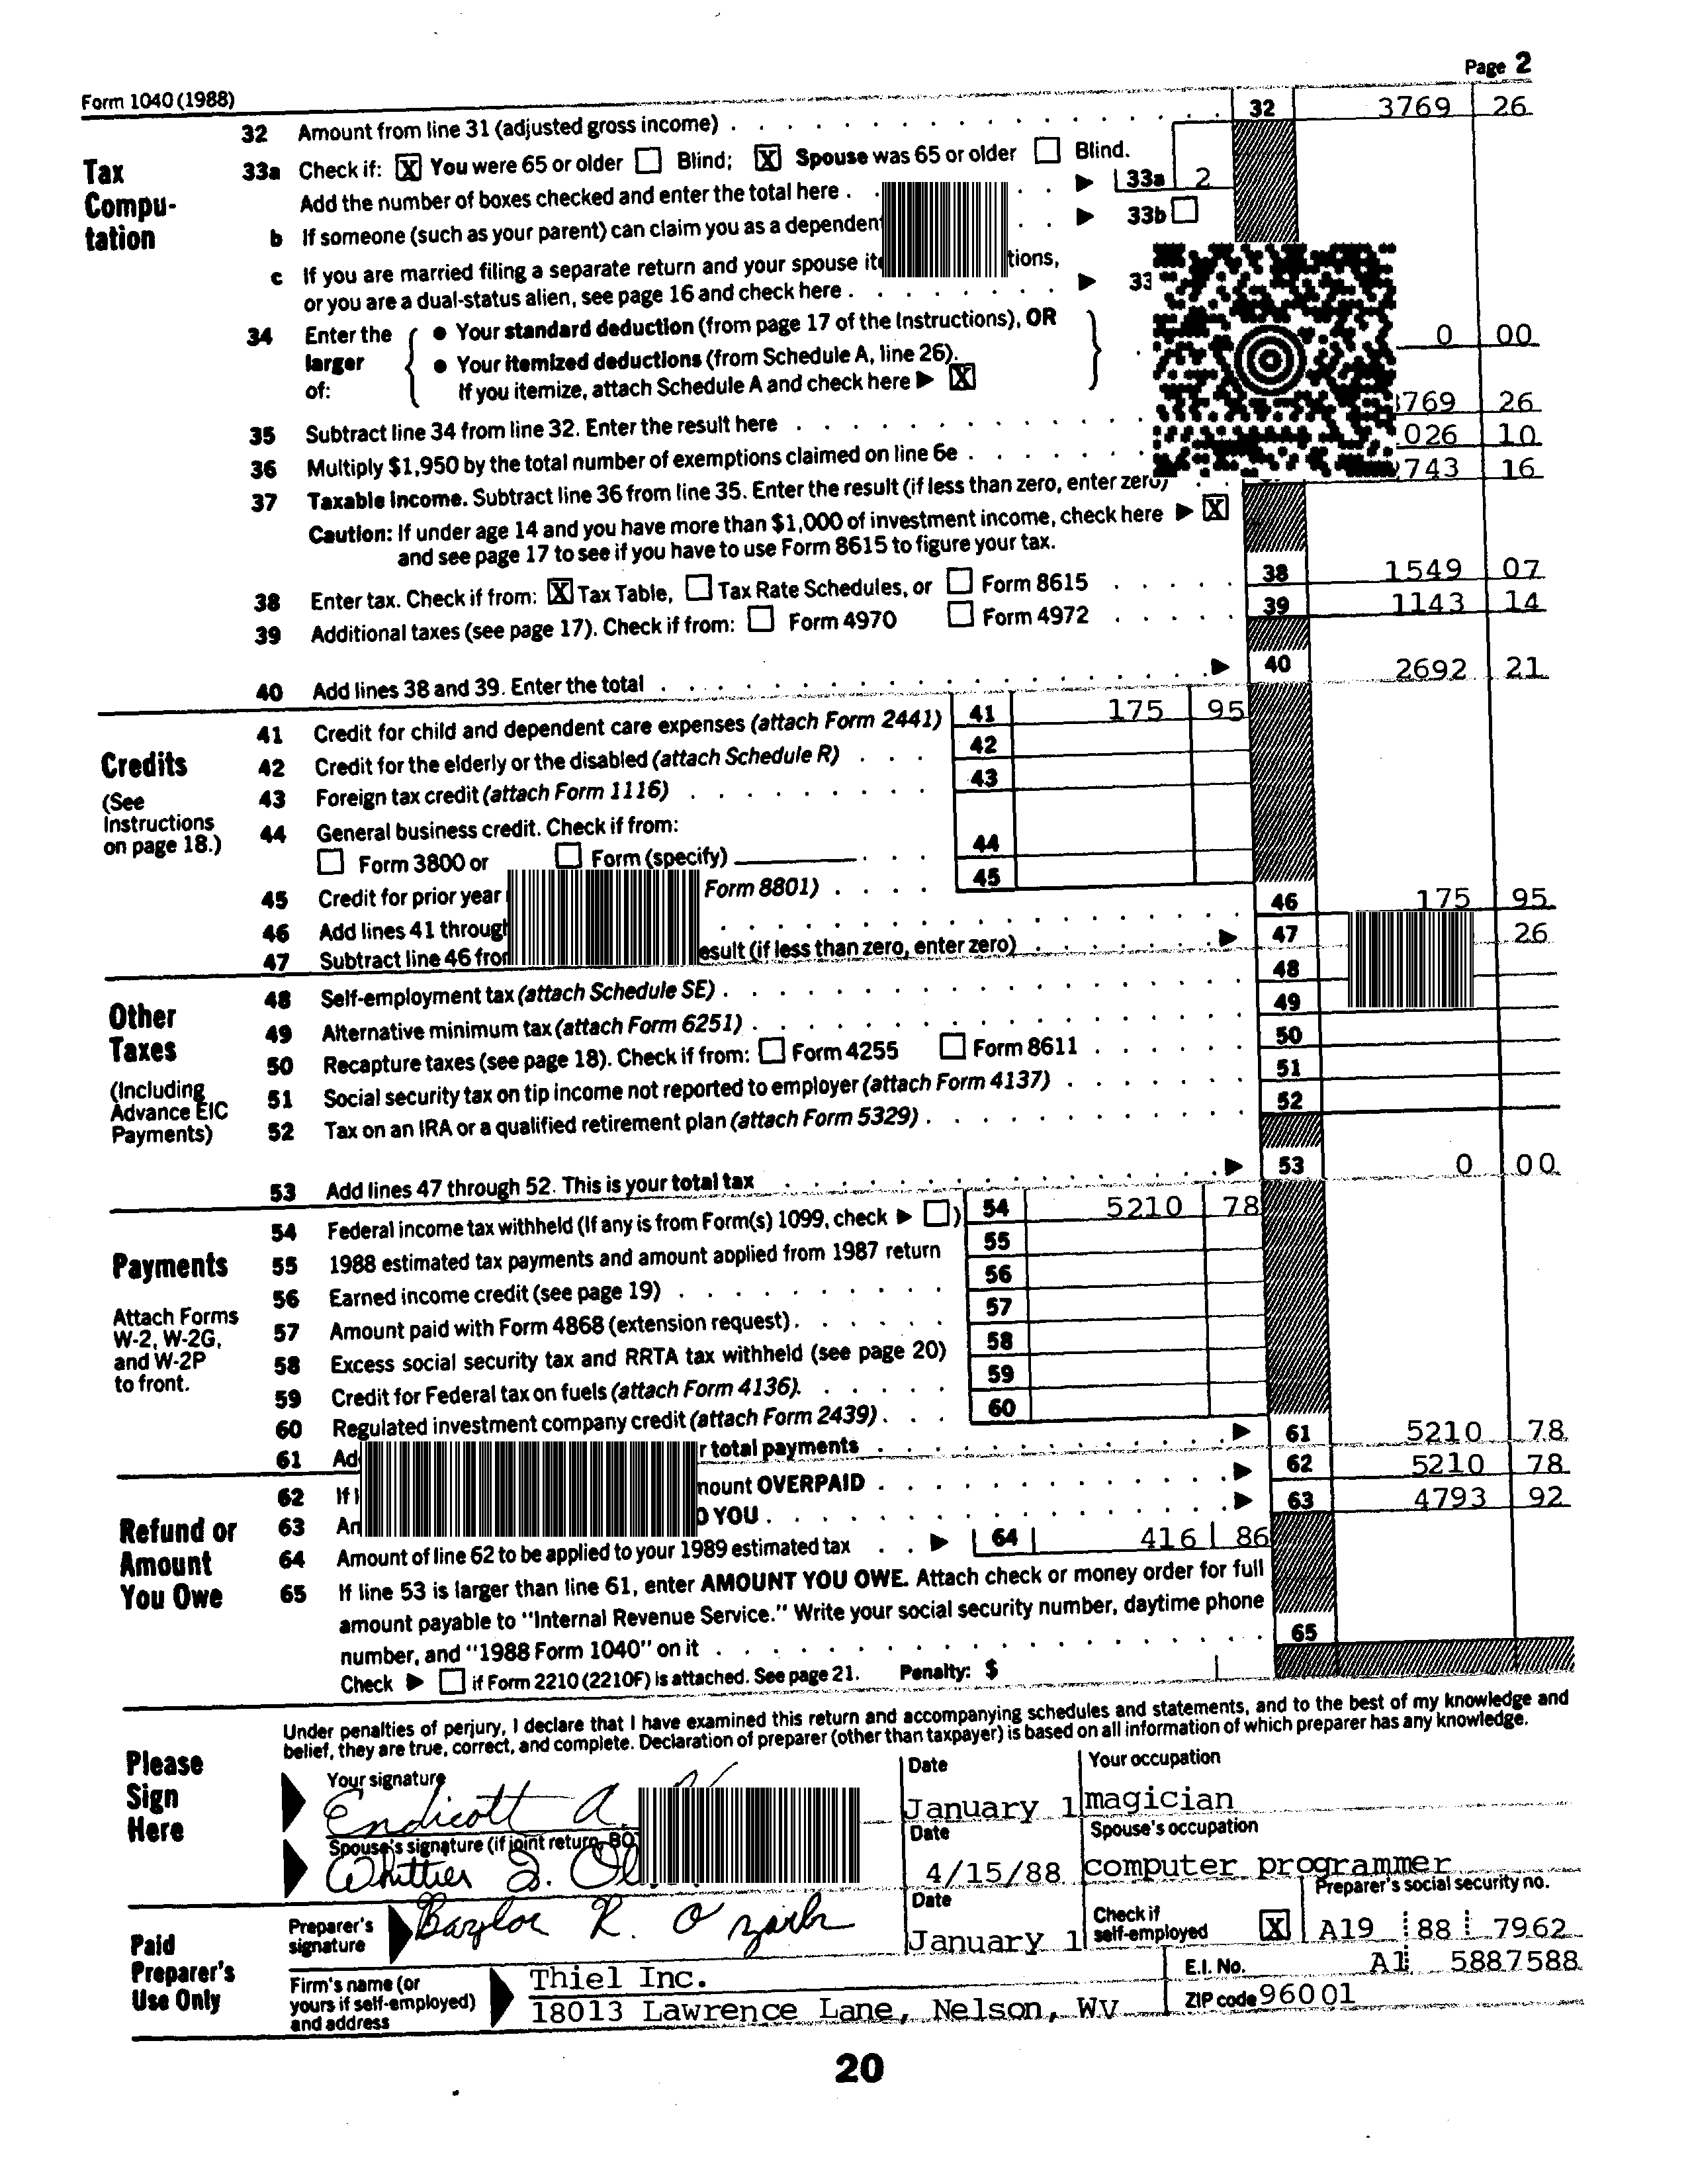 Form 1040 (1988) Page 2
32 Amount from line 31 (adjusted gross income) . . . 32 3769 26
Tax Compu- tation
33a Check if: X You were 65 or older Blind; X Spouse was 65 or older Blind.
Add the number of boxes checked and enter the total here . . . 33a 2
b If someone (such as your parent) can claim you as a dependent . . 33b
c If you are married filing a separate return and your spouse tions,
or you are a dual-status alien, see page 16 and check here . . .
34 Enter the larger of:
• Your standard deduction (from page 17 of the Instructions), OR
• Your itemized deductions (from Schedule A, line 26).
If you itemize, attach Schedule A and check here X
0 00
35 Subtract line 34 from line 32. Enter the result here . . . 769 26
36 Multiply $1,950 by the total number of exemptions claimed on line 6e . . . 026 10
37 Taxable income. Subtract line 36 from line 35. Enter the result (if less than zero, enter zero) 743 16
Caution: If under age 14 and you have more than $1,000 of investment income, check here X
and see page 17 to see if you have to use Form 8615 to figure your tax.
38 Enter tax. Check if from: X Tax Table, Tax Rate Schedules, or Form 8615 . . . 38 1549 07
39 Additional taxes (see page 17). Check if from: Form 4970 Form 4972 . . . 39 1143 14
40 Add lines 38 and 39. Enter the total . . . 40 2692 21
Credits
(See Instructions on page 18.)
41 Credit for child and dependent care expenses (attach Form 2441) 41 175 95
42 Credit for the elderly or the disabled (attach Schedule R) . . . 42
43 Foreign tax credit (attach Form 1116) . . . 43
44 General business credit. Check if from:
Form 3800 or Form (specify) . . . 44
45 Credit for prior year Form 8801) . . . 45
46 Add lines 41 through . . . 46 175 95
47 Subtract line 46 from esult (if less than zero, enter zero) . . . 47 26
Other Taxes
(Including Advance EIC Payments)
48 Self-employment tax (attach Schedule SE) . . . 48
49 Alternative minimum tax (attach Form 6251) . . . 49
50 Recapture taxes (see page 18). Check if from: Form 4255 Form 8611 . . . 50
51 Social security tax on tip income not reported to employer (attach Form 4137) . . . 51
52 Tax on an IRA or a qualified retirement plan (attach Form 5329) . . . 52
53 Add lines 47 through 52. This is your total tax . . . 53 0 00
Payments
Attach Forms W-2, W-2G, and W-2P to front.
54 Federal income tax withheld (If any is from Form(s) 1099, check ) 54 5210 78
55 1988 estimated tax payments and amount applied from 1987 return 55
56 Earned income credit (see page 19) . . . 56
57 Amount paid with Form 4868 (extension request) . . . 57
58 Excess social security tax and RRTA tax withheld (see page 20) 58
59 Credit for Federal tax on fuels (attach Form 4136). . . . 59
60 Regulated investment company credit (attach Form 2439) . . . 60
61 total payments . . . 61 5210 78
Refund or Amount You Owe
62 If OVERPAID . . . 62 5210 78
63 YOU . . . 63 4793 92
64 Amount of line 62 to be applied to your 1989 estimated tax . . 64 416 86
65 If line 53 is larger than line 61, enter AMOUNT YOU OWE. Attach check or money order for full
amount payable to "Internal Revenue Service." Write your social security number, daytime phone
number, and "1988 Form 1040" on it . . . 65
Check if Form 2210 (2210F) is attached. See page 21. Penalty: $
Please Sign Here
Under penalties of perjury, I declare that I have examined this return and accompanying schedules and statements, and to the best of my knowledge and
belief, they are true, correct, and complete. Declaration of preparer (other than taxpayer) is based on all information of which preparer has any knowledge.
Your signature Date Your occupation
Endicott A. January 1 magician
Spouse's signature (if joint return, Date Spouse's occupation
Whittier 4/15/88 computer programmer
Paid Preparer's Use Only
Preparer's signature Baylor R. Date January 1 Check if self-employed X Preparer's social security no. A19 88 7962
Firm's name (or yours if self-employed) and address
Thiel Inc. E.I. No. A1 5887588
18013 Lawrence Lane, Nelson, WV ZIP code 96001
20